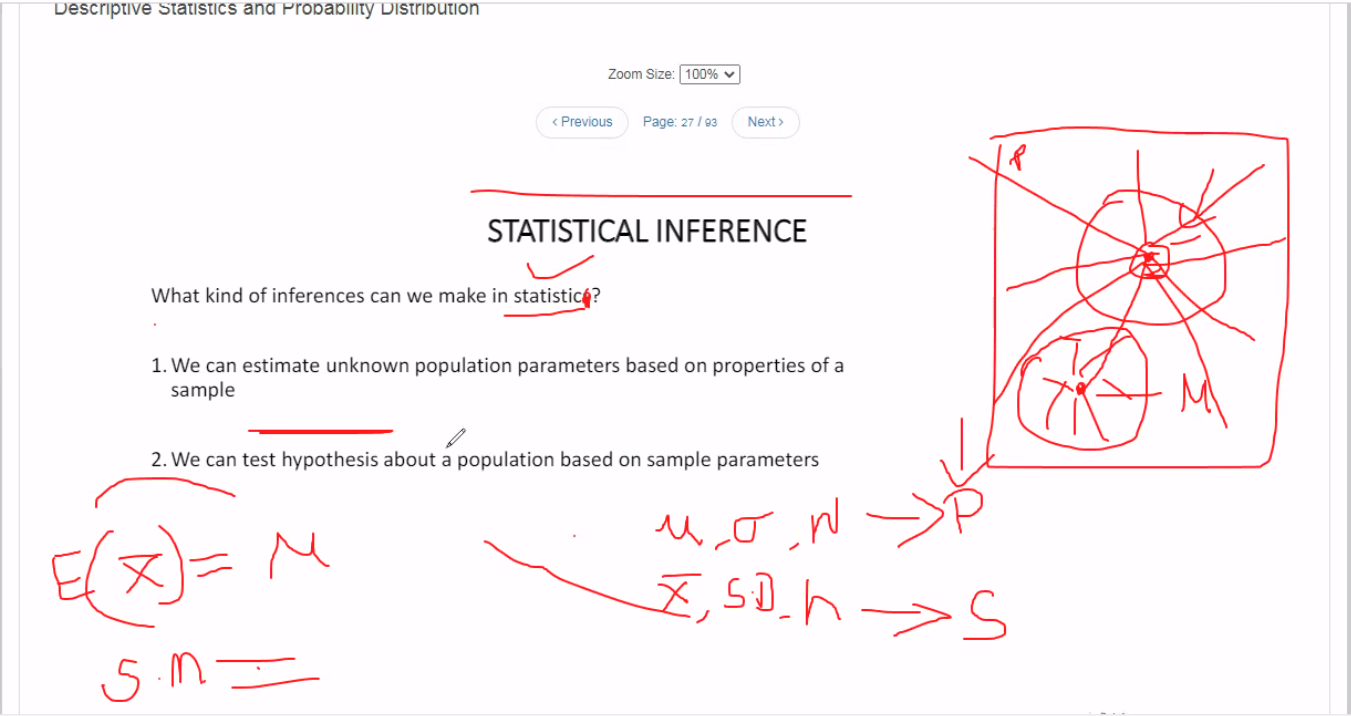 Descriptive Statistics and Probability Distribution
Zoom Size: 100%
< Previous Page: 27 / 93 Next >
P
STATISTICAL INFERENCE
What kind of inferences can we make in statistics?
1. We can estimate unknown population parameters based on properties of a
sample
M
2. We can test hypothesis about a population based on sample parameters
μ, σ, N → P
E(x̄) = M
x̄, S.D, n → S
S.M =